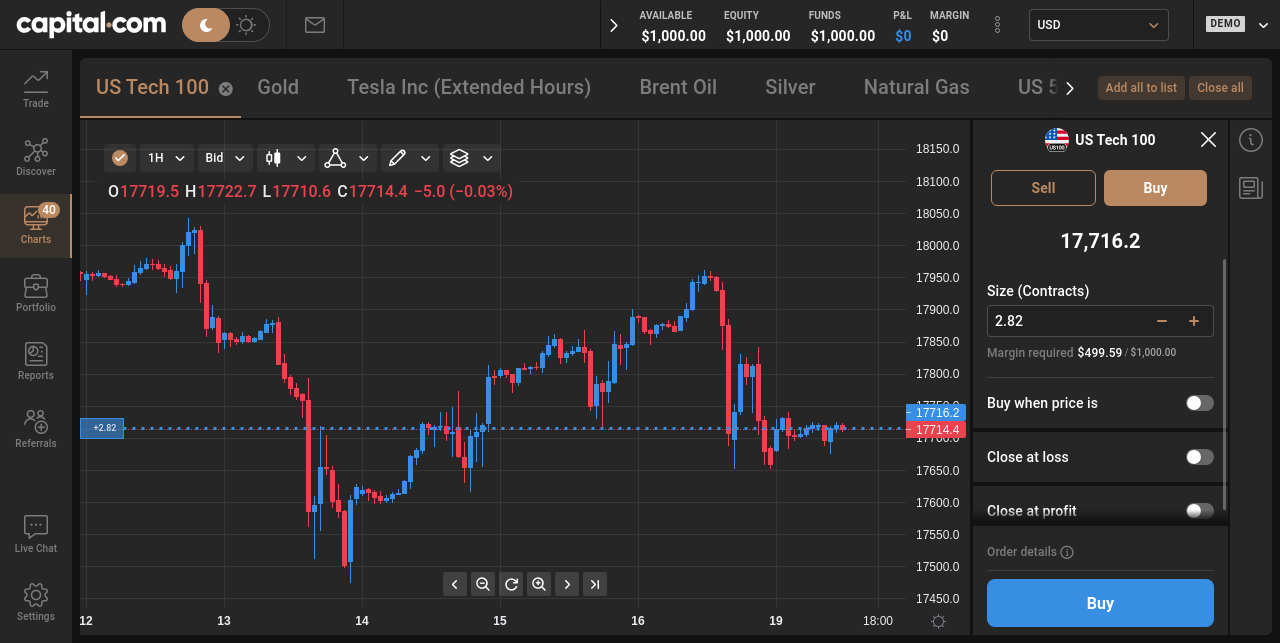 capital.com
AVAILABLE EQUITY FUNDS P&L MARGIN
$1,000.00 $1,000.00 $1,000.00 $0 $0
USD
DEMO
Trade
Discover
40
Charts
Portfolio
Reports
Referrals
Live Chat
Settings
US Tech 100 Gold Tesla Inc (Extended Hours) Brent Oil Silver Natural Gas US 5
Add all to list Close all
1H Bid
O17719.5 H17722.7 L17710.6 C17714.4 −5.0 (−0.03%)
+2.82
18150.0
18100.0
18050.0
18000.0
17950.0
17900.0
17850.0
17800.0
17750.0
17716.2
17714.4
17700.0
17650.0
17600.0
17550.0
17500.0
17450.0
12 13 14 15 16 19 18:00
US100
US Tech 100
Sell Buy
17,716.2
Size (Contracts)
2.82 − +
Margin required $499.59 / $1,000.00
Buy when price is
Close at loss
Close at profit
Order details
Buy